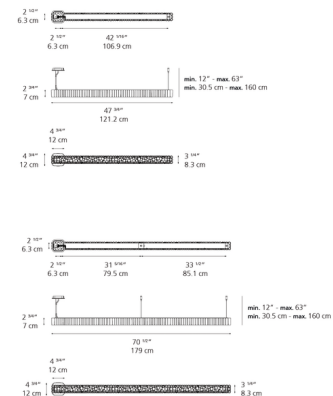 2 1/2"
6.3 cm
2 1/2" 42 1/16"
6.3 cm 106.9 cm
min. 12" - max. 63"
min. 30.5 cm - max. 160 cm
2 3/4"
7 cm
47 3/4"
121.2 cm
4 3/4"
12 cm
4 3/4" 3 1/4"
12 cm 8.3 cm
2 1/2"
6.3 cm
2 1/2" 31 5/16" 33 1/2"
6.3 cm 79.5 cm 85.1 cm
min. 12" - max. 63"
min. 30.5 cm - max. 160 cm
2 3/4"
7 cm
70 1/2"
179 cm
4 3/4"
12 cm
4 3/4" 3 1/4"
12 cm 8.3 cm